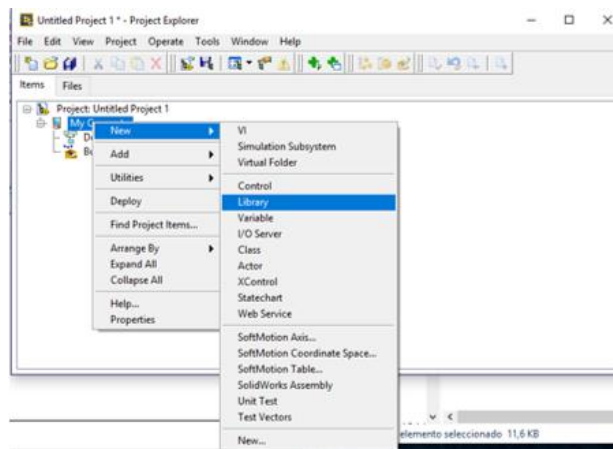 Untitled Project 1 * - Project Explorer
File Edit View Project Operate Tools Window Help
Items Files
Project: Untitled Project 1
My
New
Add
Utilities
Deploy
Find Project Items...
Arrange By
Expand All
Collapse All
Help...
Properties
VI
Simulation Subsystem
Virtual Folder
Control
Library
Variable
I/O Server
Class
Actor
XControl
Statechart
Web Service
SoftMotion Axis...
SoftMotion Coordinate Space...
SoftMotion Table...
SolidWorks Assembly
Unit Test
Test Vectors
New...
elemento seleccionado 11,6 KB